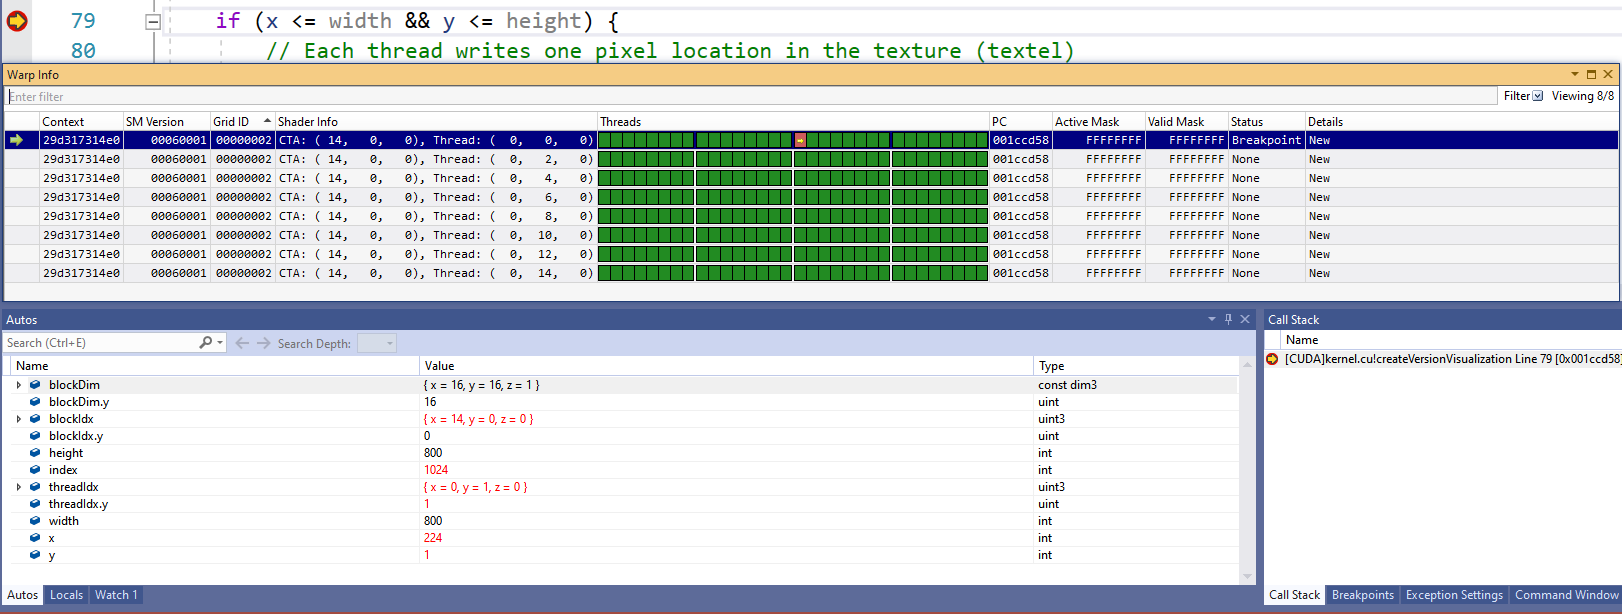 79 if (x <= width && y <= height) {
80 // Each thread writes one pixel location in the texture (textel)
Warp Info
Enter filter Filter Viewing 8/8
Context SM Version Grid ID Shader Info Threads PC Active Mask Valid Mask Status Details
29d317314e0 00060001 00000002 CTA: ( 14, 0, 0), Thread: ( 0, 0, 0) 001ccd58 FFFFFFFF FFFFFFFF Breakpoint New
29d317314e0 00060001 00000002 CTA: ( 14, 0, 0), Thread: ( 0, 2, 0) 001ccd58 FFFFFFFF FFFFFFFF None New
29d317314e0 00060001 00000002 CTA: ( 14, 0, 0), Thread: ( 0, 4, 0) 001ccd58 FFFFFFFF FFFFFFFF None New
29d317314e0 00060001 00000002 CTA: ( 14, 0, 0), Thread: ( 0, 6, 0) 001ccd58 FFFFFFFF FFFFFFFF None New
29d317314e0 00060001 00000002 CTA: ( 14, 0, 0), Thread: ( 0, 8, 0) 001ccd58 FFFFFFFF FFFFFFFF None New
29d317314e0 00060001 00000002 CTA: ( 14, 0, 0), Thread: ( 0, 10, 0) 001ccd58 FFFFFFFF FFFFFFFF None New
29d317314e0 00060001 00000002 CTA: ( 14, 0, 0), Thread: ( 0, 12, 0) 001ccd58 FFFFFFFF FFFFFFFF None New
29d317314e0 00060001 00000002 CTA: ( 14, 0, 0), Thread: ( 0, 14, 0) 001ccd58 FFFFFFFF FFFFFFFF None New
Autos
Search (Ctrl+E) Search Depth:
Name Value Type
blockDim { x = 16, y = 16, z = 1 } const dim3
blockDim.y 16 uint
blockIdx { x = 14, y = 0, z = 0 } uint3
blockIdx.y 0 uint
height 800 int
index 1024 int
threadIdx { x = 0, y = 1, z = 0 } uint3
threadIdx.y 1 uint
width 800 int
x 224 int
y 1 int
Autos Locals Watch 1
Call Stack
Name
[CUDA]kernel.cu!createVersionVisualization Line 79 [0x001ccd58]
Call Stack Breakpoints Exception Settings Command Window